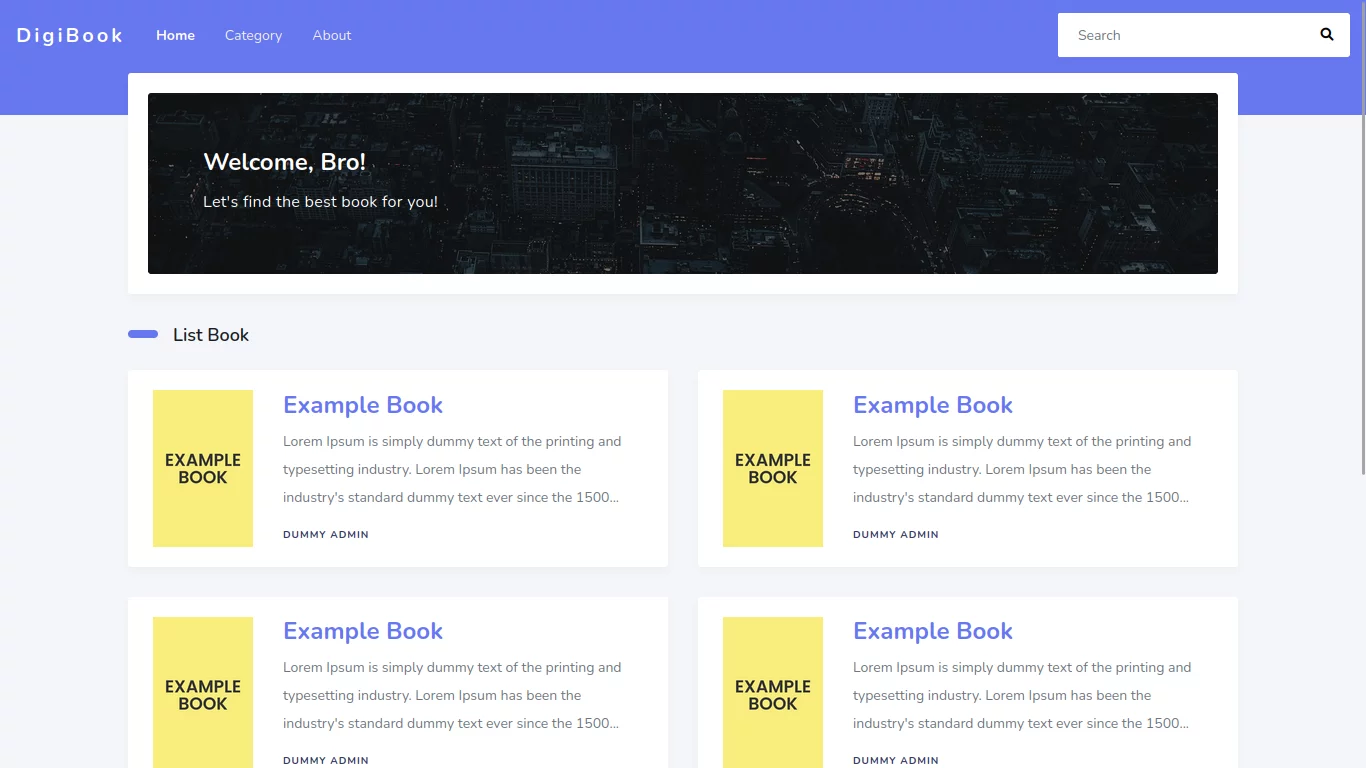 DigiBook Home Category About Search
Welcome, Bro!
Let's find the best book for you!
List Book
EXAMPLE
BOOK
Example Book
Lorem Ipsum is simply dummy text of the printing and
typesetting industry. Lorem Ipsum has been the
industry's standard dummy text ever since the 1500...
DUMMY ADMIN
EXAMPLE
BOOK
Example Book
Lorem Ipsum is simply dummy text of the printing and
typesetting industry. Lorem Ipsum has been the
industry's standard dummy text ever since the 1500...
DUMMY ADMIN
EXAMPLE
BOOK
Example Book
Lorem Ipsum is simply dummy text of the printing and
typesetting industry. Lorem Ipsum has been the
industry's standard dummy text ever since the 1500...
DUMMY ADMIN
EXAMPLE
BOOK
Example Book
Lorem Ipsum is simply dummy text of the printing and
typesetting industry. Lorem Ipsum has been the
industry's standard dummy text ever since the 1500...
DUMMY ADMIN